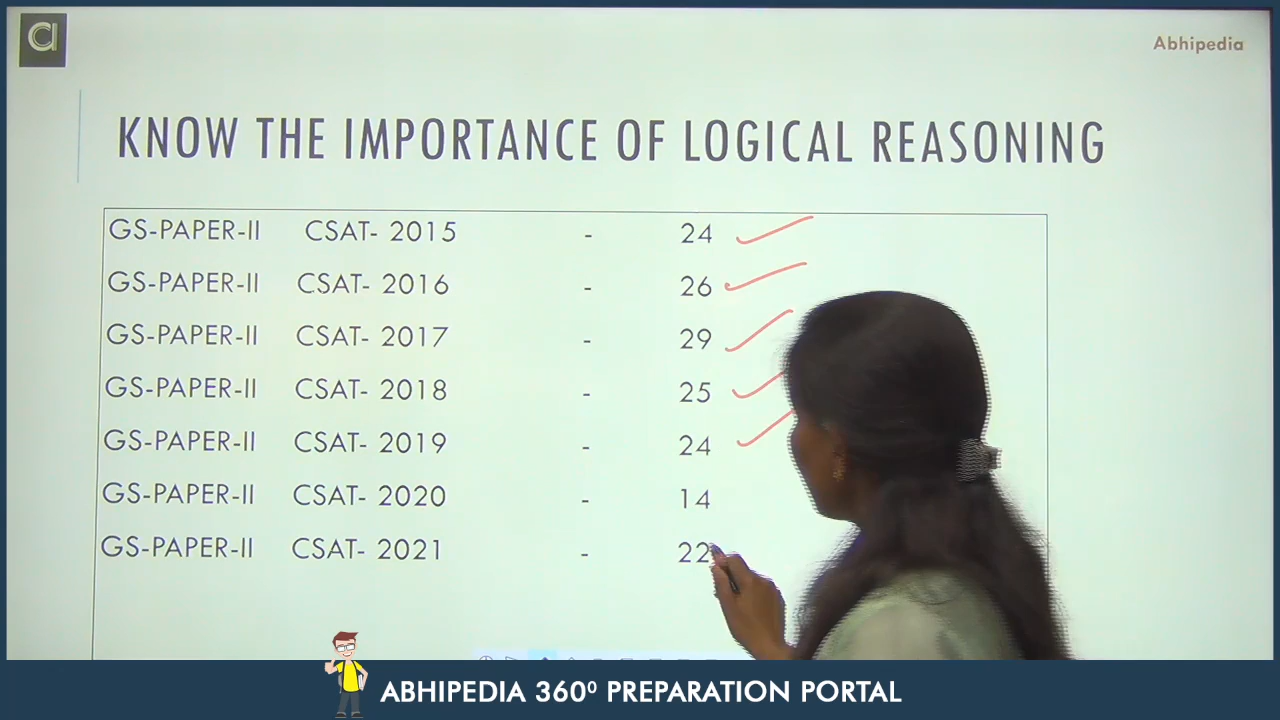 Abhipedia
KNOW THE IMPORTANCE OF LOGICAL REASONING
GS-PAPER-II CSAT- 2015 - 24
GS-PAPER-II CSAT- 2016 - 26
GS-PAPER-II CSAT- 2017 - 29
GS-PAPER-II CSAT- 2018 - 25
GS-PAPER-II CSAT- 2019 - 24
GS-PAPER-II CSAT- 2020 - 14
GS-PAPER-II CSAT- 2021 - 22
ABHIPEDIA 360⁰ PREPARATION PORTAL